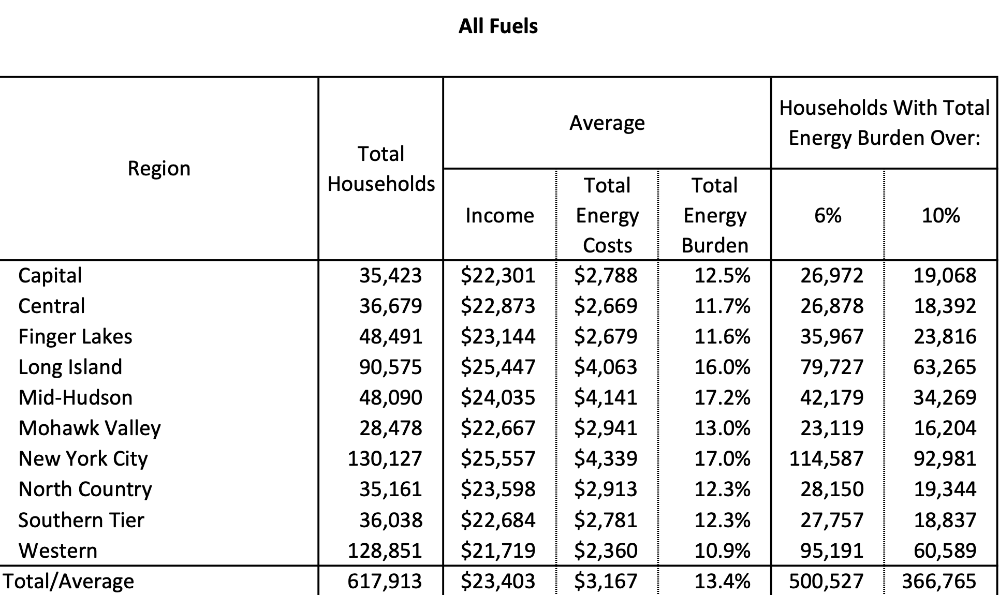 All Fuels
Region
Total
Households
Average
Households With Total
Energy Burden Over:
Income
Total
Energy
Costs
Total
Energy
Burden
6%
10%
Capital 35,423 $22,301 $2,788 12.5% 26,972 19,068
Central 36,679 $22,873 $2,669 11.7% 26,878 18,392
Finger Lakes 48,491 $23,144 $2,679 11.6% 35,967 23,816
Long Island 90,575 $25,447 $4,063 16.0% 79,727 63,265
Mid-Hudson 48,090 $24,035 $4,141 17.2% 42,179 34,269
Mohawk Valley 28,478 $22,667 $2,941 13.0% 23,119 16,204
New York City 130,127 $25,557 $4,339 17.0% 114,587 92,981
North Country 35,161 $23,598 $2,913 12.3% 28,150 19,344
Southern Tier 36,038 $22,684 $2,781 12.3% 27,757 18,837
Western 128,851 $21,719 $2,360 10.9% 95,191 60,589
Total/Average 617,913 $23,403 $3,167 13.4% 500,527 366,765